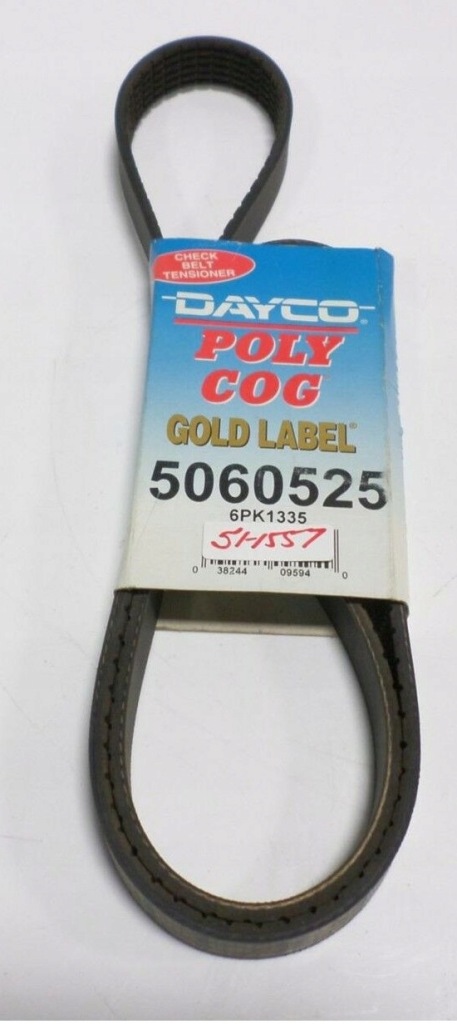 CHECK
BELT
TENSIONER
DAYCO®
POLY
COG
GOLD LABEL®
5060525
6PK1335
51-1557
0 38244 09594 0